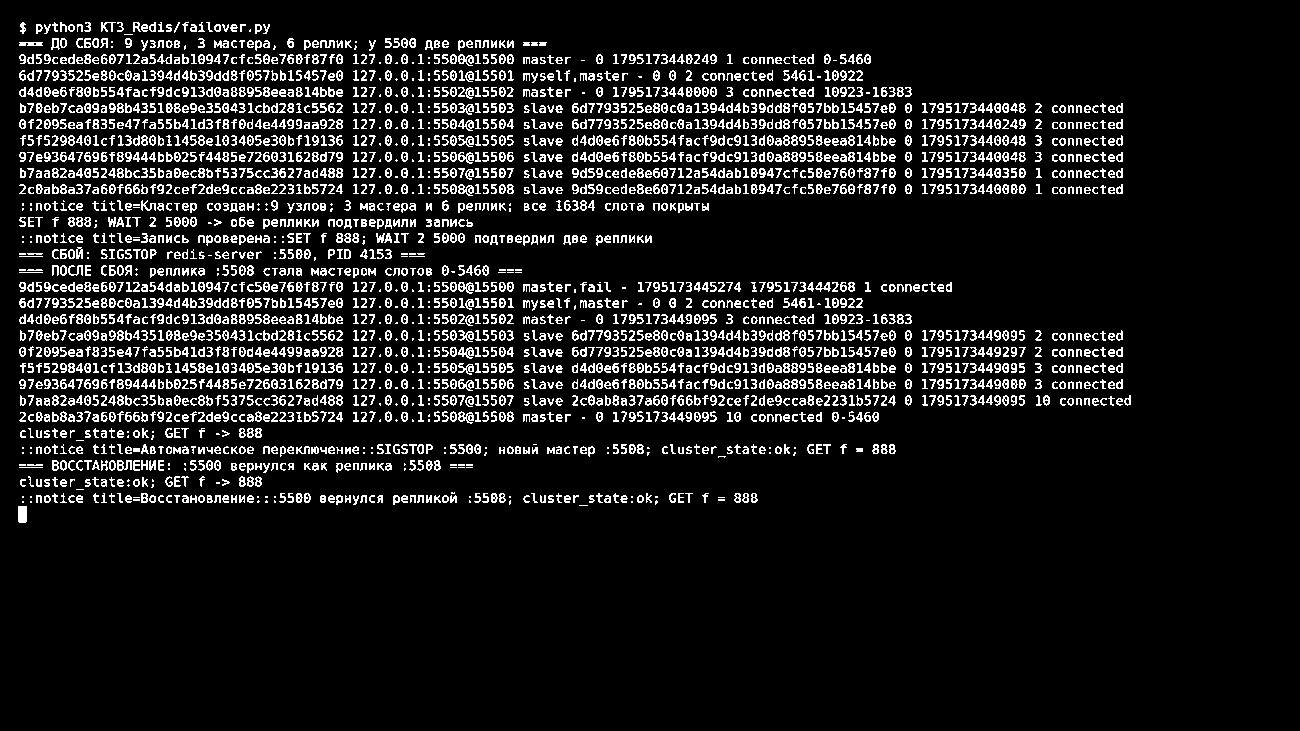 $ python3 KT3_Redis/failover.py
=== ДО СБОЯ: 9 узлов, 3 мастера, 6 реплик; у 5500 две реплики ===
9d59cede8e60712a54dab10947cfc50e760f87f0 127.0.0.1:5500@15500 master - 0 1795173440249 1 connected 0-5460
6d7793525e80c0a1394d4b39dd8f057bb15457e0 127.0.0.1:5501@15501 myself,master - 0 0 2 connected 5461-10922
d4d0e6f80b554facf9dc913d0a88958eea814bbe 127.0.0.1:5502@15502 master - 0 1795173440000 3 connected 10923-16383
b70eb7ca09a98b435108e9e350431cbd281c5562 127.0.0.1:5503@15503 slave 6d7793525e80c0a1394d4b39dd8f057bb15457e0 0 1795173440048 2 connected
0f2095eaf835e47fa55b41d3f8f0d4e4499aa928 127.0.0.1:5504@15504 slave 6d7793525e80c0a1394d4b39dd8f057bb15457e0 0 1795173440249 2 connected
f5f5298401cf13d80b11458e103405e30bf19136 127.0.0.1:5505@15505 slave d4d0e6f80b554facf9dc913d0a88958eea814bbe 0 1795173440048 3 connected
97e93647696f89444bb025f4485e726031628d79 127.0.0.1:5506@15506 slave d4d0e6f80b554facf9dc913d0a88958eea814bbe 0 1795173440048 3 connected
b7aa82a405248bc35ba0ec8bf5375cc3627ad488 127.0.0.1:5507@15507 slave 9d59cede8e60712a54dab10947cfc50e760f87f0 0 1795173440350 1 connected
2c0ab8a37a60f66bf92cef2de9cca8e2231b5724 127.0.0.1:5508@15508 slave 9d59cede8e60712a54dab10947cfc50e760f87f0 0 1795173440000 1 connected
::notice title=Кластер создан::9 узлов; 3 мастера и 6 реплик; все 16384 слота покрыты
SET f 888; WAIT 2 5000 -> обе реплики подтвердили запись
::notice title=Запись проверена::SET f 888; WAIT 2 5000 подтвердил две реплики
=== СБОЙ: SIGSTOP redis-server :5500, PID 4153 ===
=== ПОСЛЕ СБОЯ: реплика :5508 стала мастером слотов 0-5460 ===
9d59cede8e60712a54dab10947cfc50e760f87f0 127.0.0.1:5500@15500 master,fail - 1795173445274 1795173444268 1 connected
6d7793525e80c0a1394d4b39dd8f057bb15457e0 127.0.0.1:5501@15501 myself,master - 0 0 2 connected 5461-10922
d4d0e6f80b554facf9dc913d0a88958eea814bbe 127.0.0.1:5502@15502 master - 0 1795173449095 3 connected 10923-16383
b70eb7ca09a98b435108e9e350431cbd281c5562 127.0.0.1:5503@15503 slave 6d7793525e80c0a1394d4b39dd8f057bb15457e0 0 1795173449095 2 connected
0f2095eaf835e47fa55b41d3f8f0d4e4499aa928 127.0.0.1:5504@15504 slave 6d7793525e80c0a1394d4b39dd8f057bb15457e0 0 1795173449297 2 connected
f5f5298401cf13d80b11458e103405e30bf19136 127.0.0.1:5505@15505 slave d4d0e6f80b554facf9dc913d0a88958eea814bbe 0 1795173449095 3 connected
97e93647696f89444bb025f4485e726031628d79 127.0.0.1:5506@15506 slave d4d0e6f80b554facf9dc913d0a88958eea814bbe 0 1795173449000 3 connected
b7aa82a405248bc35ba0ec8bf5375cc3627ad488 127.0.0.1:5507@15507 slave 2c0ab8a37a60f66bf92cef2de9cca8e2231b5724 0 1795173449095 10 connected
2c0ab8a37a60f66bf92cef2de9cca8e2231b5724 127.0.0.1:5508@15508 master - 0 1795173449095 10 connected 0-5460
cluster_state:ok; GET f -> 888
::notice title=Автоматическое переключение::SIGSTOP :5500; новый мастер :5508; cluster_state:ok; GET f = 888
=== ВОССТАНОВЛЕНИЕ: :5500 вернулся как реплика :5508 ===
cluster_state:ok; GET f -> 888
::notice title=Восстановление:::5500 вернулся репликой :5508; cluster_state:ok; GET f = 888